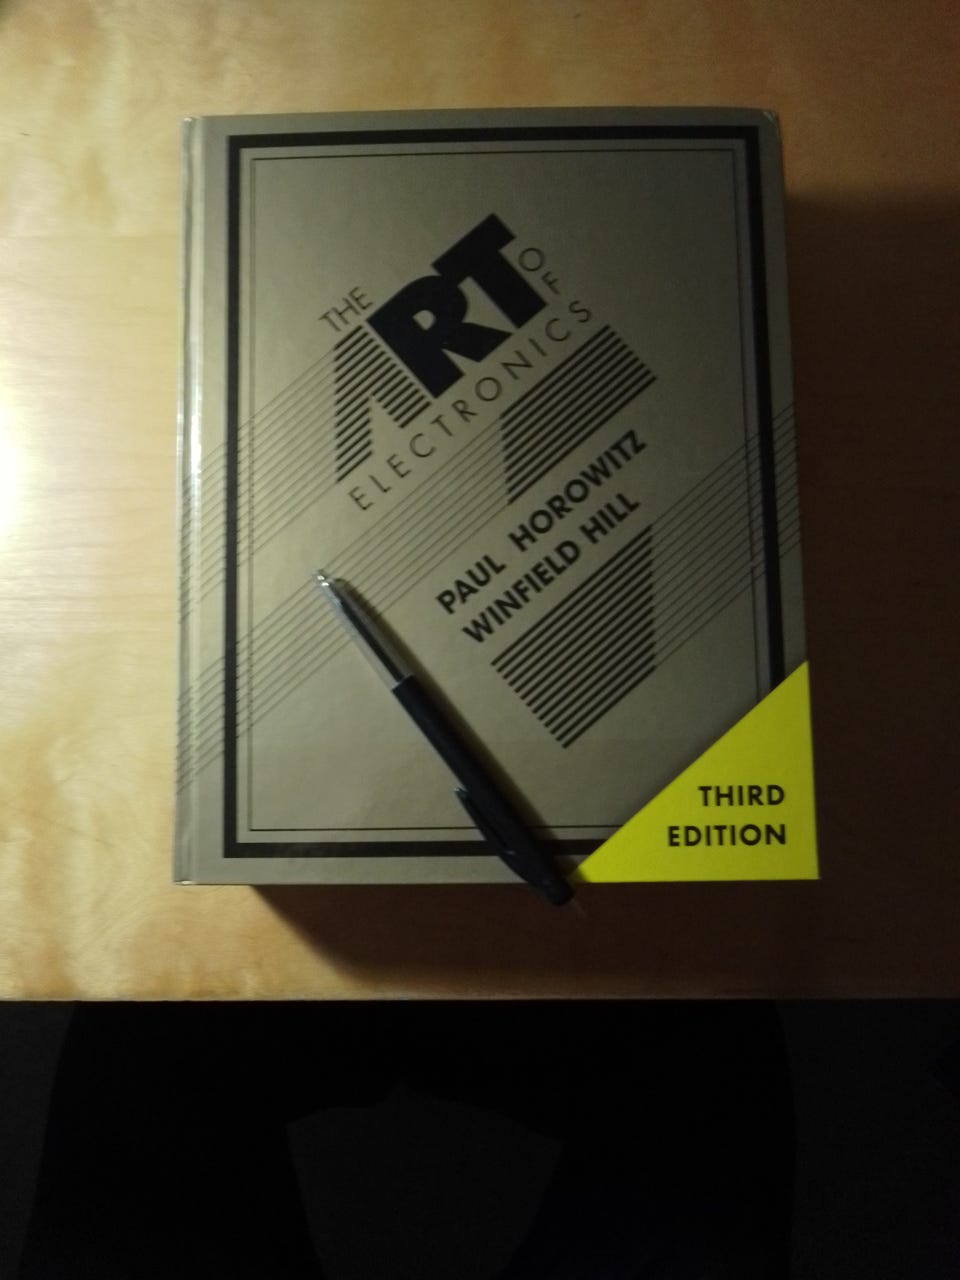 THE
ART
OF
ELECTRONICS
PAUL HOROWITZ
WINFIELD HILL
THIRD
EDITION